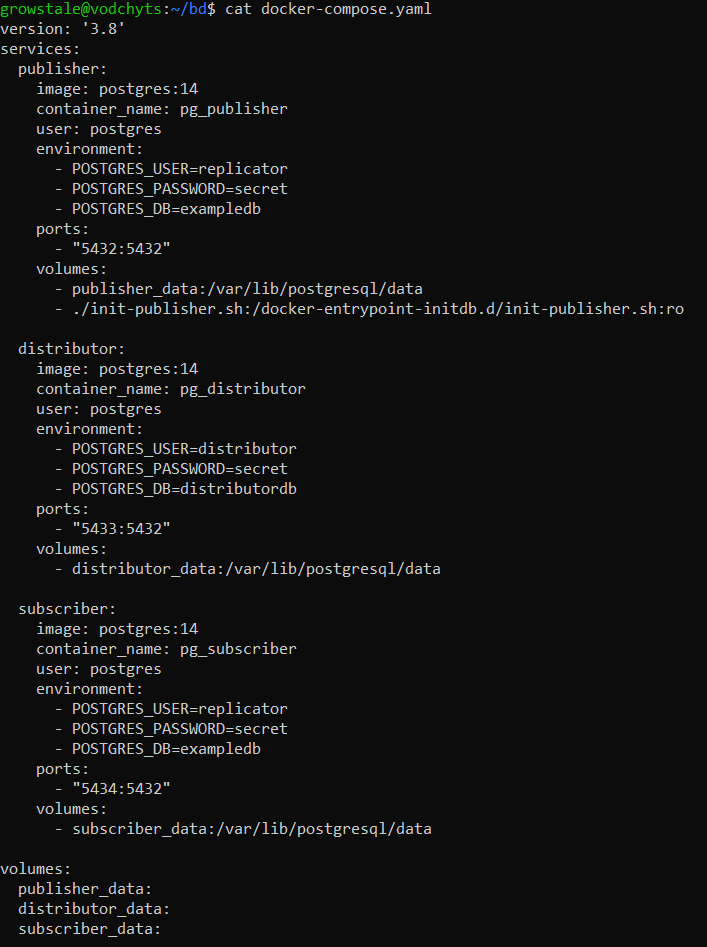 growstale@vodchyts:~/bd$ cat docker-compose.yaml
version: '3.8'
services:
  publisher:
    image: postgres:14
    container_name: pg_publisher
    user: postgres
    environment:
      - POSTGRES_USER=replicator
      - POSTGRES_PASSWORD=secret
      - POSTGRES_DB=exampledb
    ports:
      - "5432:5432"
    volumes:
      - publisher_data:/var/lib/postgresql/data
      - ./init-publisher.sh:/docker-entrypoint-initdb.d/init-publisher.sh:ro

  distributor:
    image: postgres:14
    container_name: pg_distributor
    user: postgres
    environment:
      - POSTGRES_USER=distributor
      - POSTGRES_PASSWORD=secret
      - POSTGRES_DB=distributordb
    ports:
      - "5433:5432"
    volumes:
      - distributor_data:/var/lib/postgresql/data

  subscriber:
    image: postgres:14
    container_name: pg_subscriber
    user: postgres
    environment:
      - POSTGRES_USER=replicator
      - POSTGRES_PASSWORD=secret
      - POSTGRES_DB=exampledb
    ports:
      - "5434:5432"
    volumes:
      - subscriber_data:/var/lib/postgresql/data

volumes:
  publisher_data:
  distributor_data:
  subscriber_data: